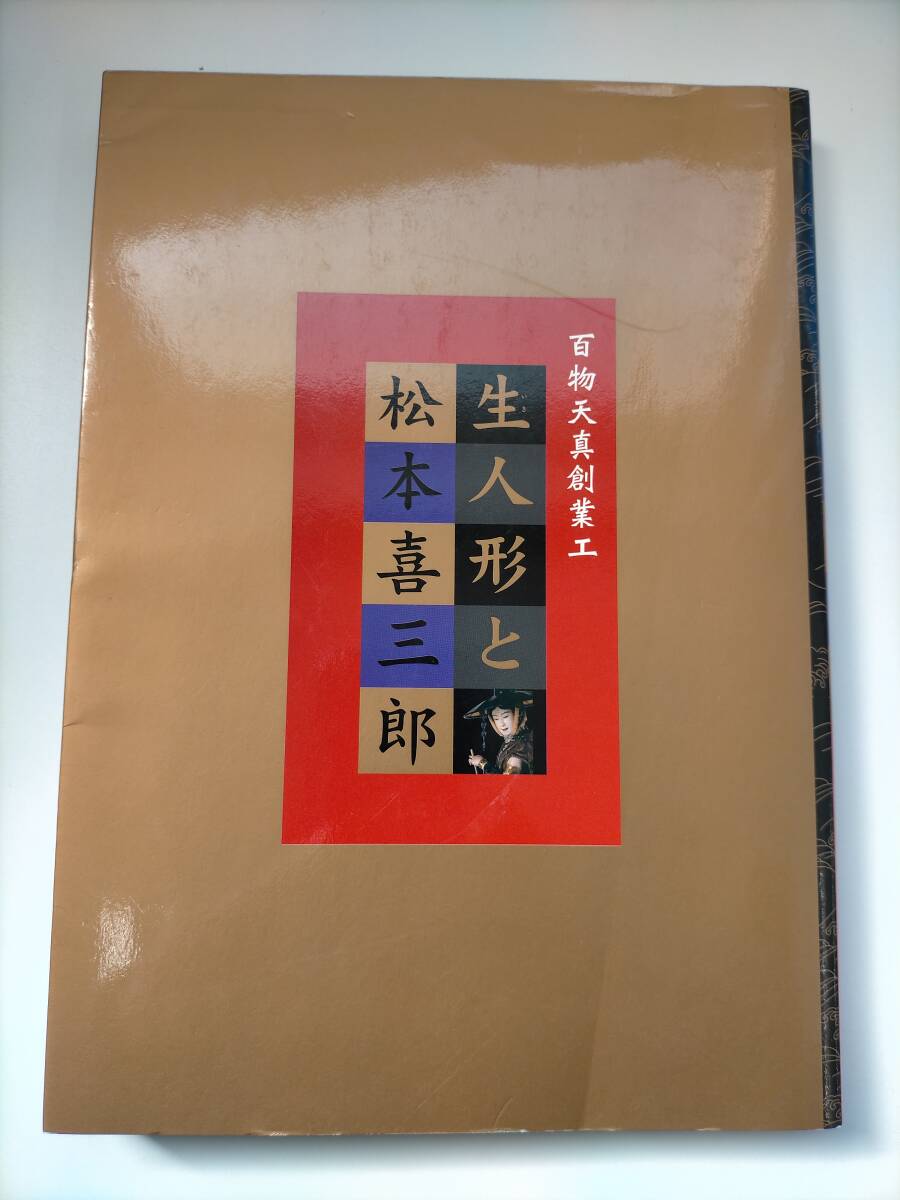 百物天真創業工
生人形と
松本喜三郎